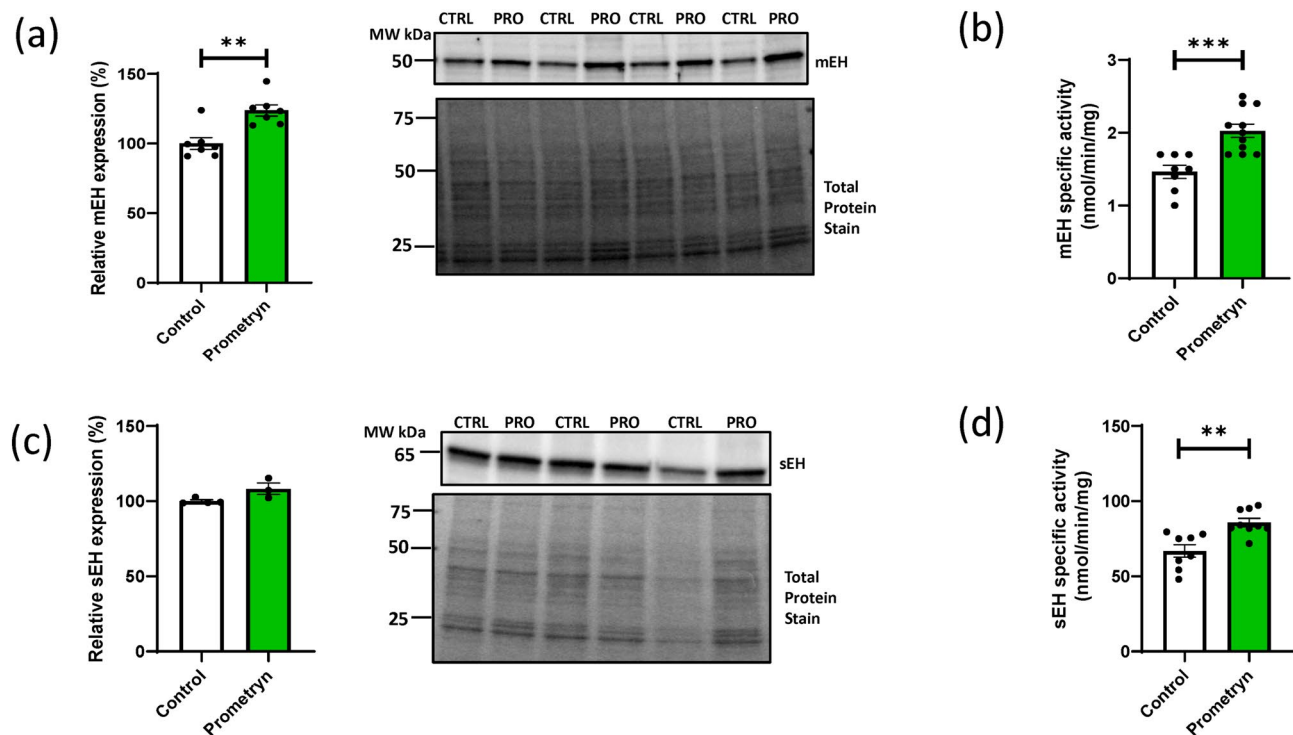 (a)
**
Relative mEH expression (%)
150
100
50
0
Control
Prometryn
CTRL PRO CTRL PRO CTRL PRO CTRL PRO
MW kDa
50
mEH
75
50
25
Total
Protein
Stain
(b)
***
mEH specific activity
(nmol/min/mg)
3
2
1
0
Control
Prometryn
(c)
Relative sEH expression (%)
150
100
50
0
Control
Prometryn
CTRL PRO CTRL PRO CTRL PRO
MW kDa
65
sEH
75
50
25
Total
Protein
Stain
(d)
**
sEH specific activity
(nmol/min/mg)
150
100
50
0
Control
Prometryn